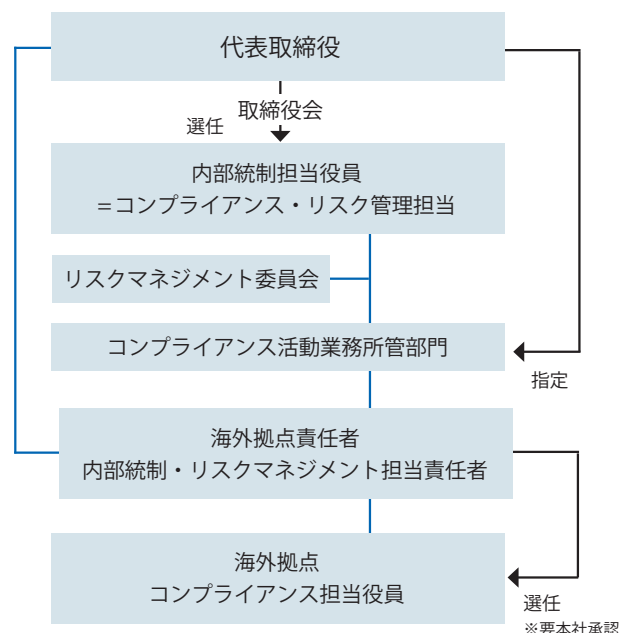 代表取締役
取締役会
選任
内部統制担当役員
＝コンプライアンス・リスク管理担当
リスクマネジメント委員会
コンプライアンス活動業務所管部門
指定
海外拠点責任者
内部統制・リスクマネジメント担当責任者
海外拠点
コンプライアンス担当役員
選任
※要本社承認